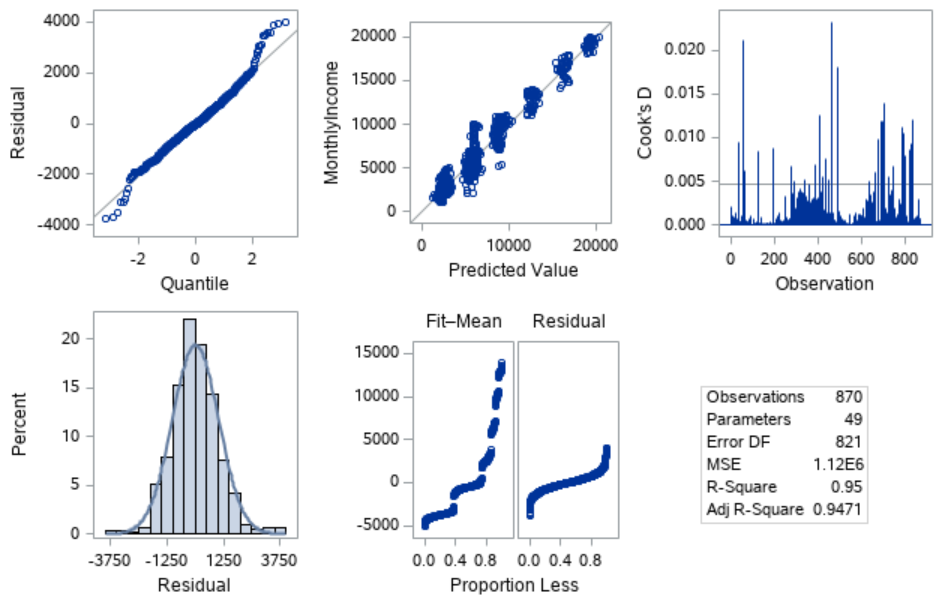 4000
2000
0
-2000
-4000
Residual
-2 0 2
Quantile
20000
15000
10000
5000
0
MonthlyIncome
0 10000 20000
Predicted Value
0.020
0.015
0.010
0.005
0.000
Cook's D
0 200 400 600 800
Observation
20
15
10
5
0
Percent
-3750 -1250 1250 3750
Residual
Fit–Mean Residual
15000
10000
5000
0
-5000
0.0 0.4 0.8 0.0 0.4 0.8
Proportion Less
Observations 870
Parameters 49
Error DF 821
MSE 1.12E6
R-Square 0.95
Adj R-Square 0.9471